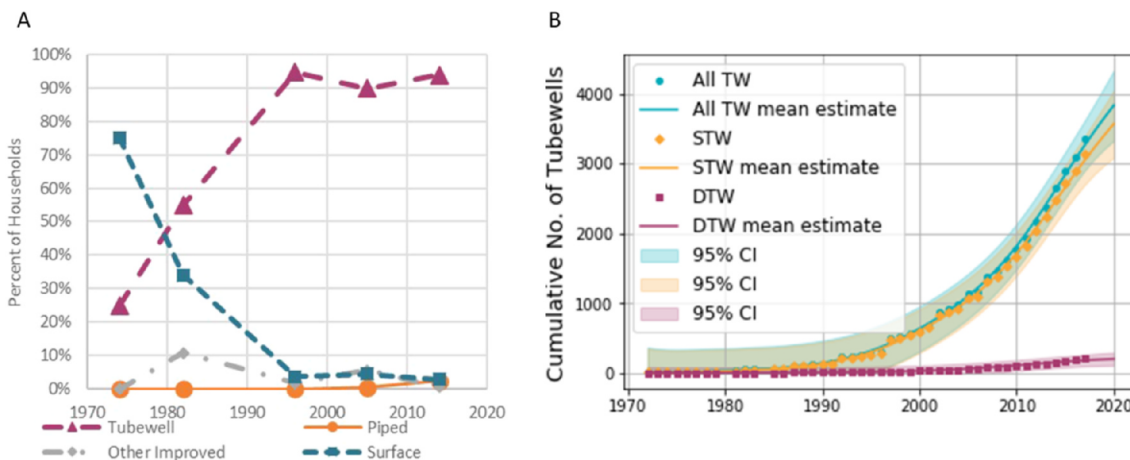 A
100%
90%
80%
70%
60%
50%
40%
30%
20%
10%
0%
Percent of Households
1970 1980 1990 2000 2010 2020
Tubewell Piped
Other Improved Surface
B
Cumulative No. of Tubewells
4000
3000
2000
1000
0
All TW
All TW mean estimate
STW
STW mean estimate
DTW
DTW mean estimate
95% CI
95% CI
95% CI
1970 1980 1990 2000 2010 2020